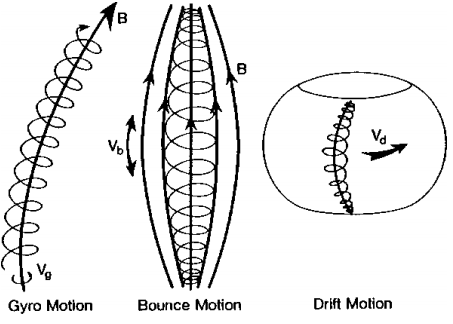 B
B
V_b
V_d
V_g
Gyro Motion
Bounce Motion
Drift Motion